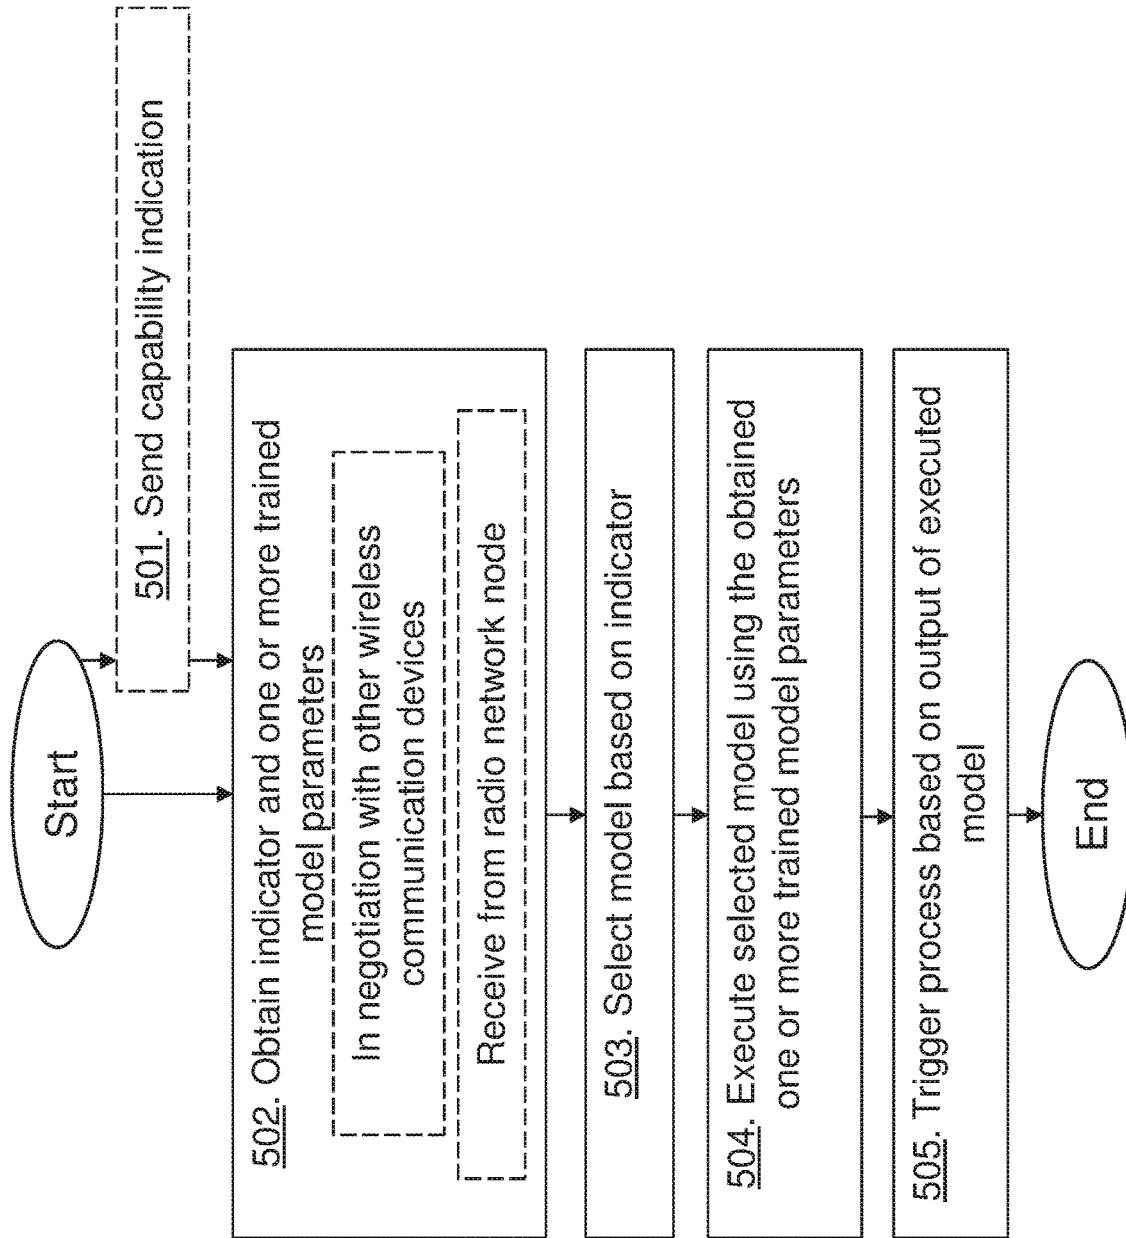 Start
501. Send capability indication
502. Obtain indicator and one or more trained
model parameters
In negotiation with other wireless
communication devices
Receive from radio network node
503. Select model based on indicator
504. Execute selected model using the obtained
one or more trained model parameters
505. Trigger process based on output of executed
model
End